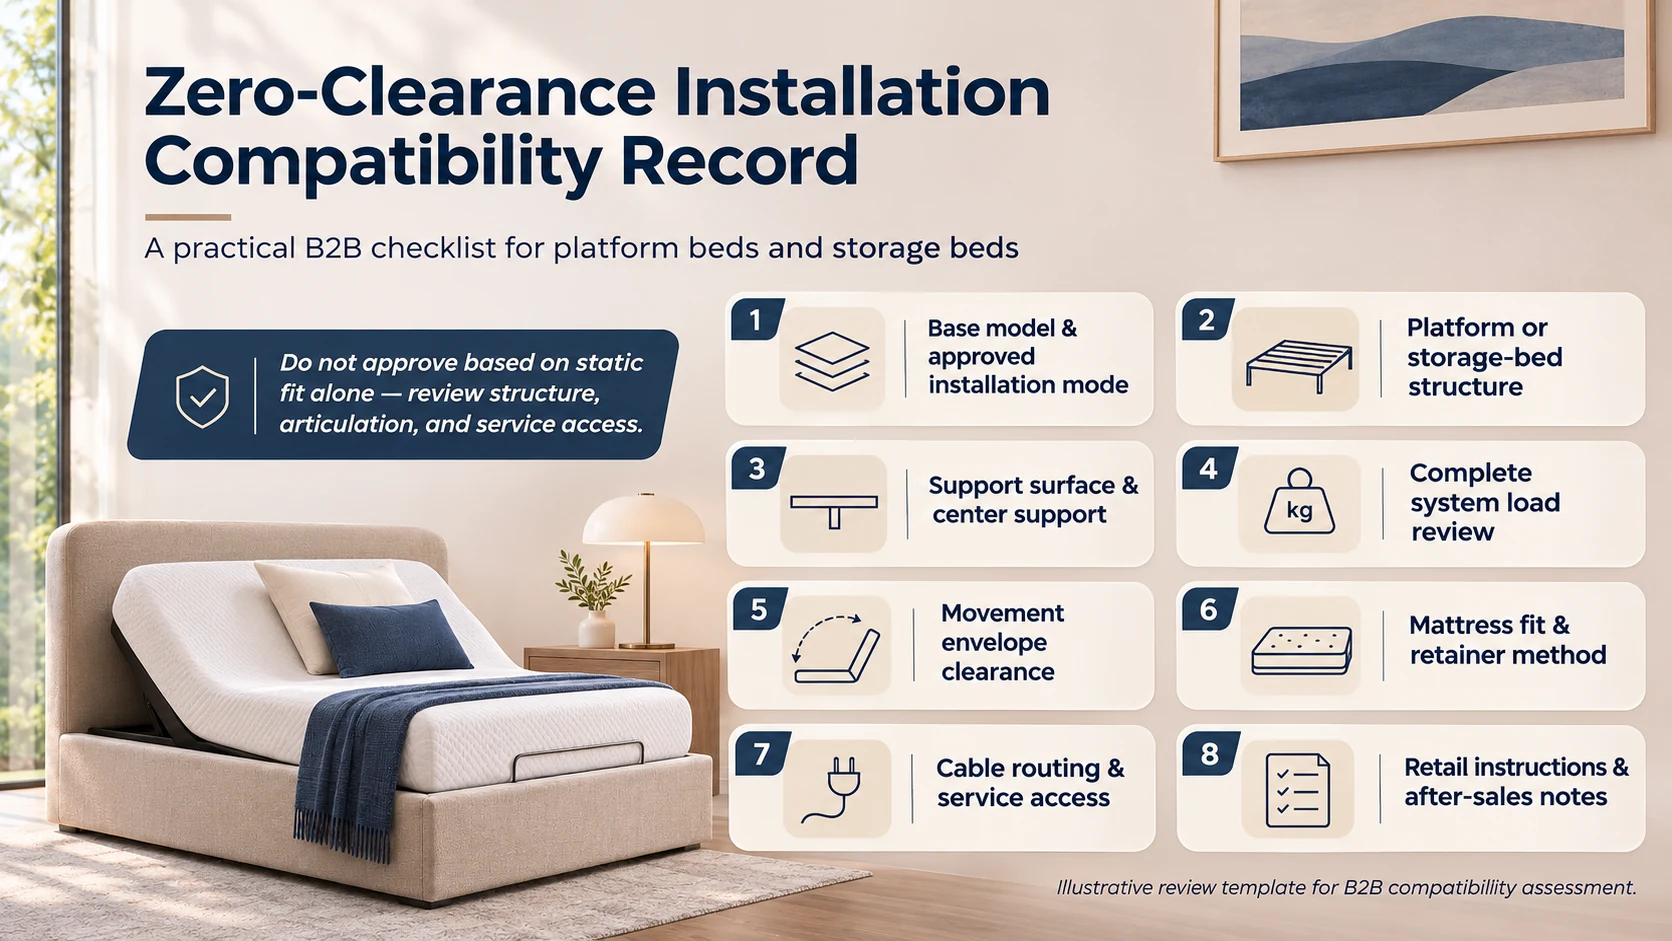 Zero-Clearance Installation
Compatibility Record
A practical B2B checklist for platform beds and storage beds
Do not approve based on static
fit alone — review structure,
articulation, and service access.
1
Base model &
approved
installation mode
2
Platform or
storage-bed
structure
3
Support surface &
center support
4
kg
Complete
system load
review
5
Movement
envelope
clearance
6
Mattress fit &
retainer method
7
Cable routing &
service access
8
Retail instructions &
after-sales notes
Illustrative review template for B2B compatibility assessment.